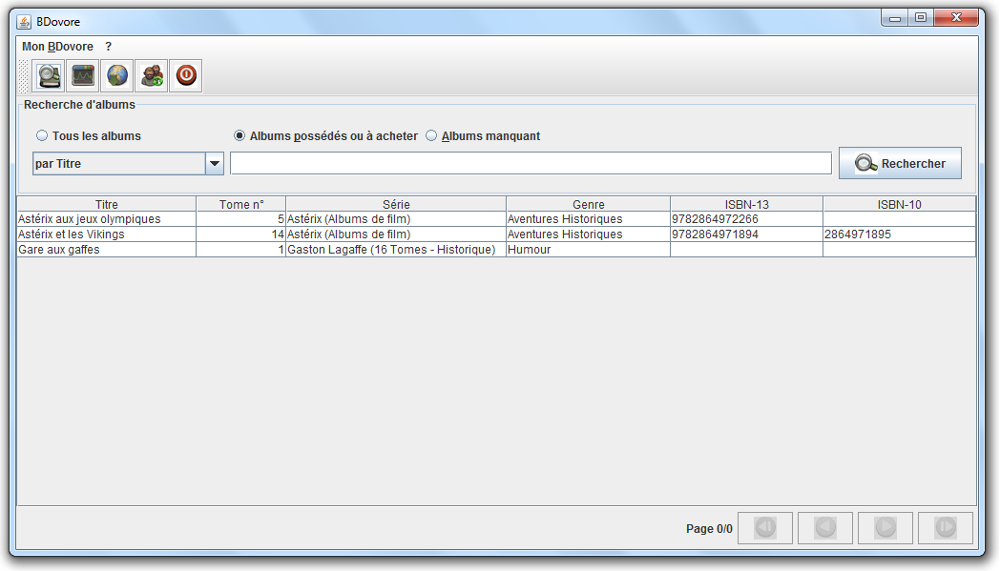 BDovore
Mon BDovore ?
Recherche d'albums
Tous les albums Albums possédés ou à acheter Albums manquant
par Titre Rechercher
Titre Tome n° Série Genre ISBN-13 ISBN-10
Astérix aux jeux olympiques 5 Astérix (Albums de film) Aventures Historiques 9782864972266
Astérix et les Vikings 14 Astérix (Albums de film) Aventures Historiques 9782864971894 2864971895
Gare aux gaffes 1 Gaston Lagaffe (16 Tomes - Historique) Humour
Page 0/0